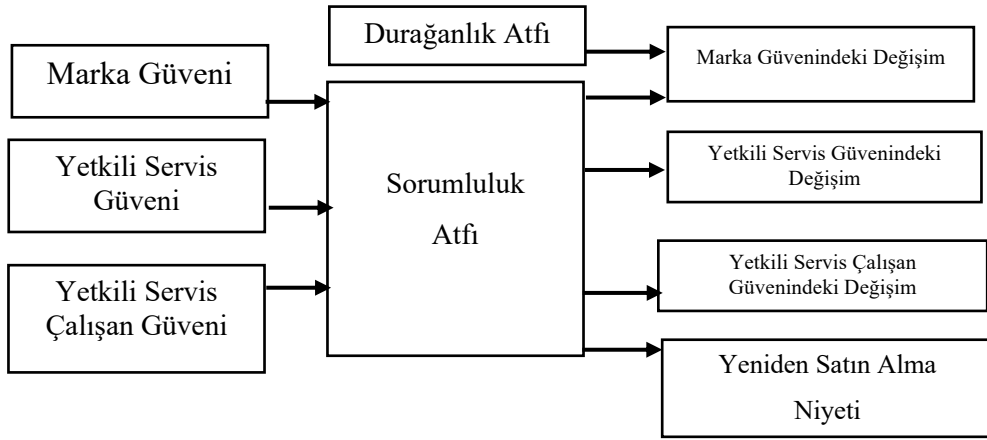 Marka Güveni
Yetkili Servis
Güveni
Yetkili Servis
Çalışan Güveni
Durağanlık Atfı
Sorumluluk
Atfı
Marka Güvenindeki Değişim
Yetkili Servis Güvenindeki
Değişim
Yetkili Servis Çalışan
Güvenindeki Değişim
Yeniden Satın Alma
Niyeti